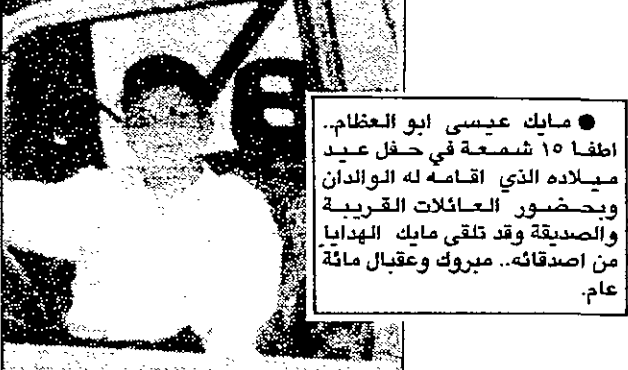 ● مايك عيسى ابو العظام..
اطفا ١٥ شمعة في حفل عيد
ميلاده الذي اقامه له الوالدان
وبحضور العائلات القريبة
والصديقة وقد تلقى مايك الهدايا
من اصدقائه.. مبروك وعقبال مائة
عام.